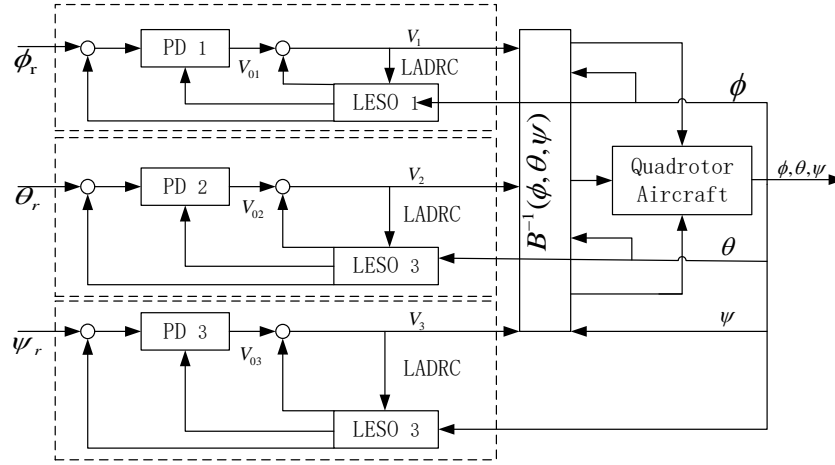 ϕr
PD 1
V01
V1
LADRC
LESO 1
ϕ
θr
PD 2
V02
V2
LADRC
LESO 3
θ
B⁻¹(ϕ,θ,ψ)
Quadrotor
Aircraft
ϕ,θ,ψ
ψr
PD 3
V03
V3
LADRC
LESO 3
ψ